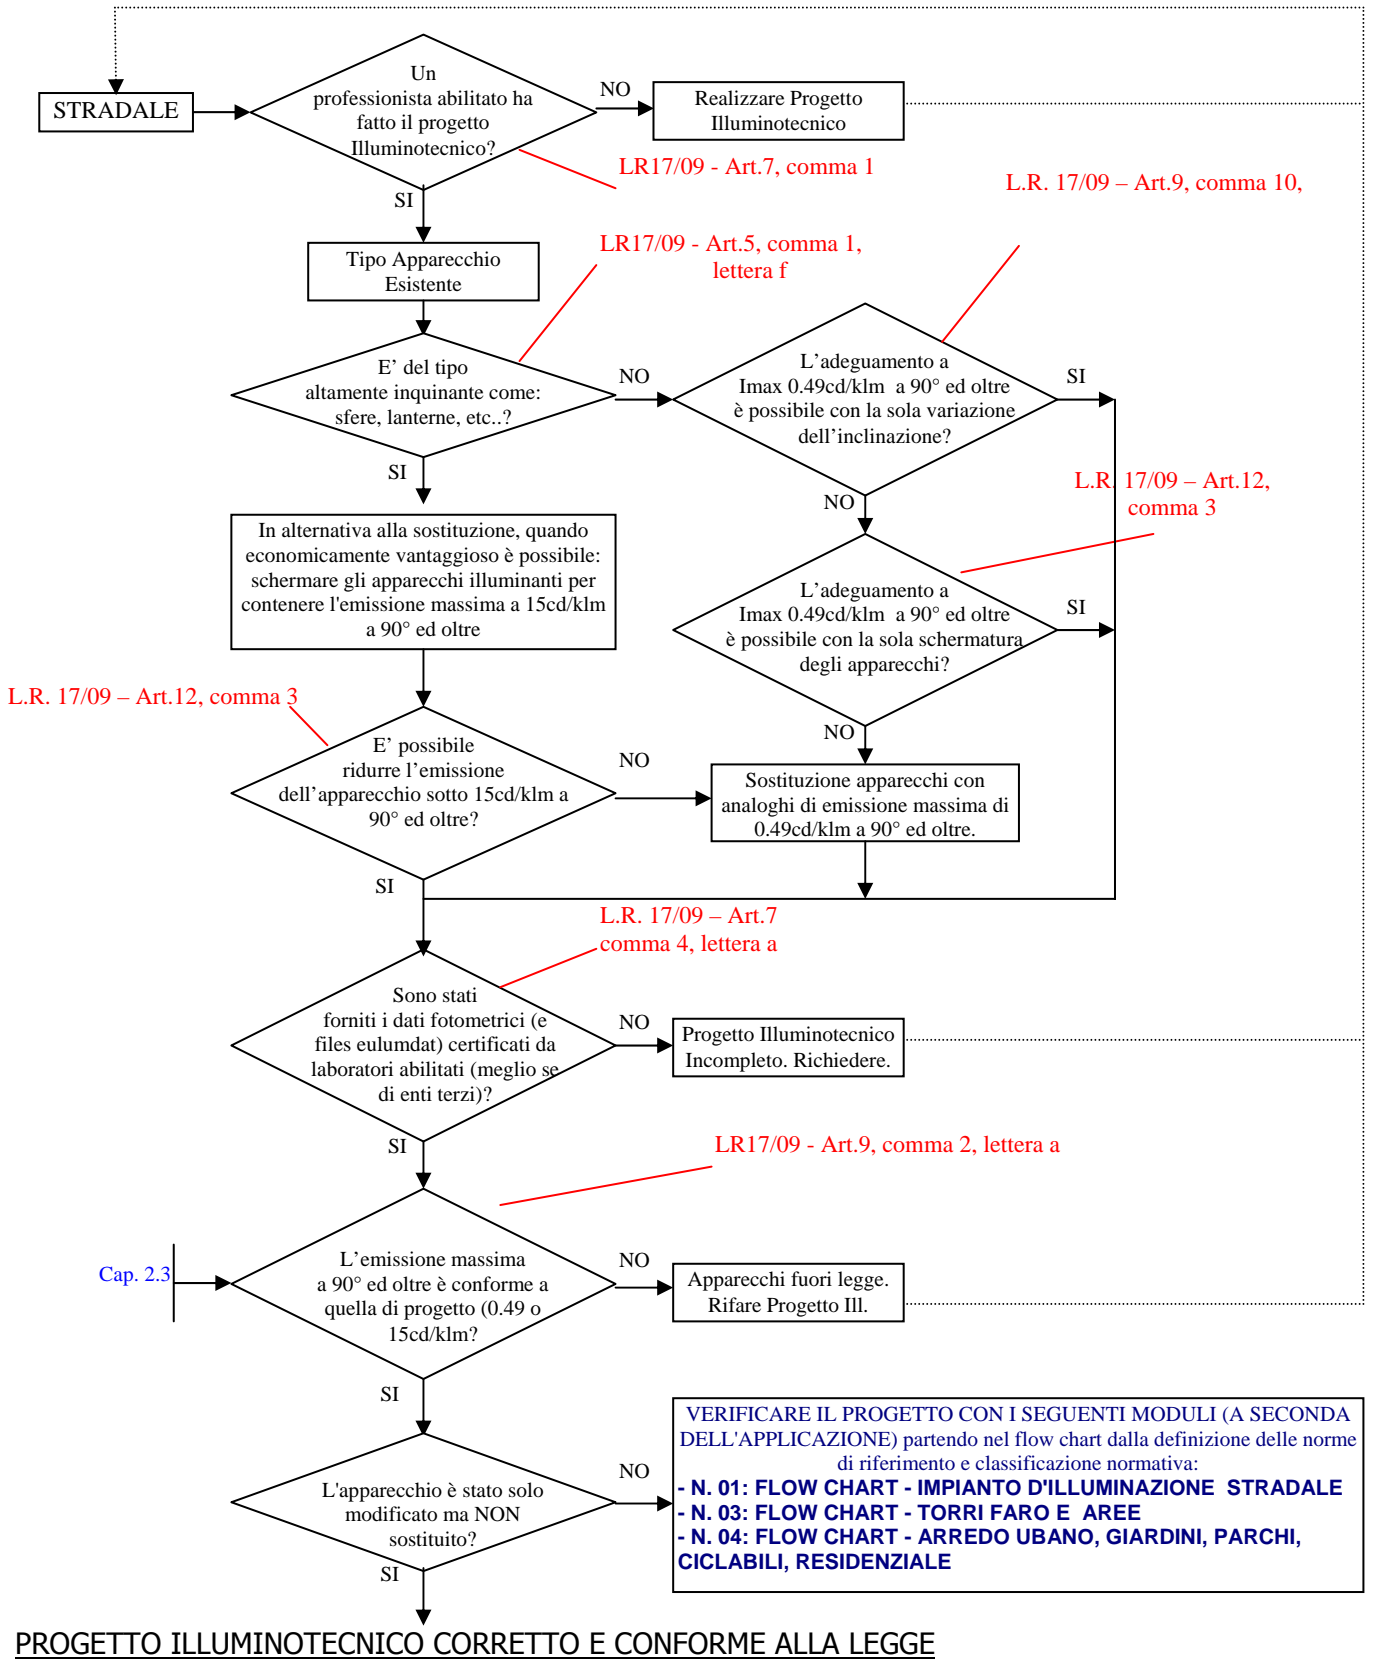 STRADALE
Un
professionista abilitato ha
fatto il progetto
Illuminotecnico?
NO
Realizzare Progetto
Illuminotecnico
LR17/09 - Art.7, comma 1
SI
L.R. 17/09 – Art.9, comma 10,
Tipo Apparecchio
Esistente
LR17/09 - Art.5, comma 1,
lettera f
E’ del tipo
altamente inquinante come:
sfere, lanterne, etc..?
NO
L’adeguamento a
Imax 0.49cd/klm a 90° ed oltre
è possibile con la sola variazione
dell’inclinazione?
SI
SI
NO
L.R. 17/09 – Art.12,
comma 3
In alternativa alla sostituzione, quando
economicamente vantaggioso è possibile:
schermare gli apparecchi illuminanti per
contenere l'emissione massima a 15cd/klm
a 90° ed oltre
L’adeguamento a
Imax 0.49cd/klm a 90° ed oltre
è possibile con la sola schermatura
degli apparecchi?
SI
L.R. 17/09 – Art.12, comma 3
NO
E’ possibile
ridurre l’emissione
dell’apparecchio sotto 15cd/klm a
90° ed oltre?
NO
Sostituzione apparecchi con
analoghi di emissione massima di
0.49cd/klm a 90° ed oltre.
SI
L.R. 17/09 – Art.7
comma 4, lettera a
Sono stati
forniti i dati fotometrici (e
files eulumdat) certificati da
laboratori abilitati (meglio se
di enti terzi)?
NO
Progetto Illuminotecnico
Incompleto. Richiedere.
SI
LR17/09 - Art.9, comma 2, lettera a
Cap. 2.3
L’emissione massima
a 90° ed oltre è conforme a
quella di progetto (0.49 o
15cd/klm?
NO
Apparecchi fuori legge.
Rifare Progetto Ill.
SI
L'apparecchio è stato solo
modificato ma NON
sostituito?
NO
VERIFICARE IL PROGETTO CON I SEGUENTI MODULI (A SECONDA
DELL'APPLICAZIONE) partendo nel flow chart dalla definizione delle norme
di riferimento e classificazione normativa:
- N. 01: FLOW CHART - IMPIANTO D'ILLUMINAZIONE STRADALE
- N. 03: FLOW CHART - TORRI FARO E AREE
- N. 04: FLOW CHART - ARREDO UBANO, GIARDINI, PARCHI,
CICLABILI, RESIDENZIALE
SI
PROGETTO ILLUMINOTECNICO CORRETTO E CONFORME ALLA LEGGE